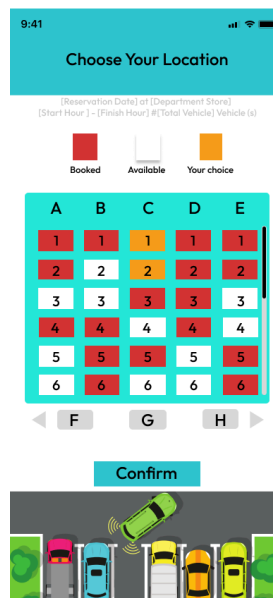 9:41
Choose Your Location
[Reservation Date] at [Department Store]
[Start Hour ] - [Finish Hour] #[Total Vehicle] Vehicle (s)
Booked Available Your choice
A B C D E
1 1 1 1 1
2 2 2 2 2
3 3 3 3 3
4 4 4 4 4
5 5 5 5 5
6 6 6 6 6
F G H
Confirm